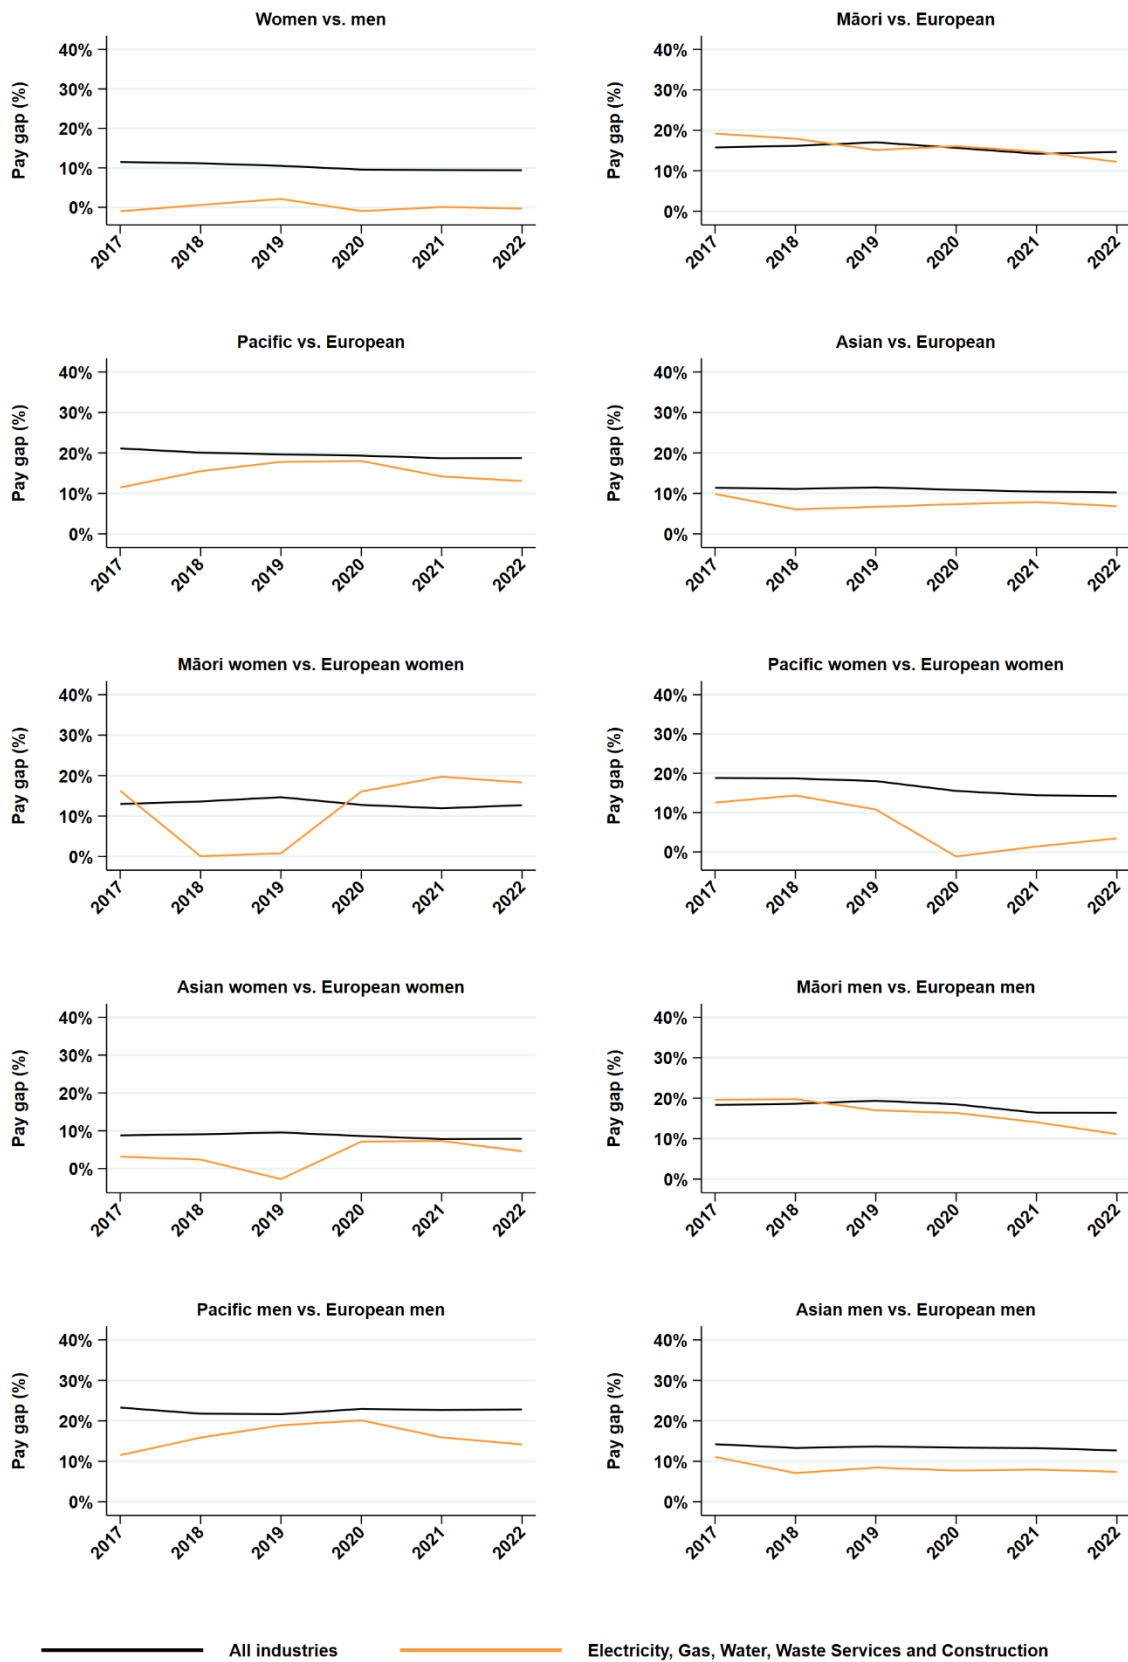 Women vs. men
Pay gap (%)
40%
30%
20%
10%
0%
2017 2018 2019 2020 2021 2022
Māori vs. European
Pay gap (%)
40%
30%
20%
10%
0%
2017 2018 2019 2020 2021 2022
Pacific vs. European
Pay gap (%)
40%
30%
20%
10%
0%
2017 2018 2019 2020 2021 2022
Asian vs. European
Pay gap (%)
40%
30%
20%
10%
0%
2017 2018 2019 2020 2021 2022
Māori women vs. European women
Pay gap (%)
40%
30%
20%
10%
0%
2017 2018 2019 2020 2021 2022
Pacific women vs. European women
Pay gap (%)
40%
30%
20%
10%
0%
2017 2018 2019 2020 2021 2022
Asian women vs. European women
Pay gap (%)
40%
30%
20%
10%
0%
2017 2018 2019 2020 2021 2022
Māori men vs. European men
Pay gap (%)
40%
30%
20%
10%
0%
2017 2018 2019 2020 2021 2022
Pacific men vs. European men
Pay gap (%)
40%
30%
20%
10%
0%
2017 2018 2019 2020 2021 2022
Asian men vs. European men
Pay gap (%)
40%
30%
20%
10%
0%
2017 2018 2019 2020 2021 2022
All industries
Electricity, Gas, Water, Waste Services and Construction